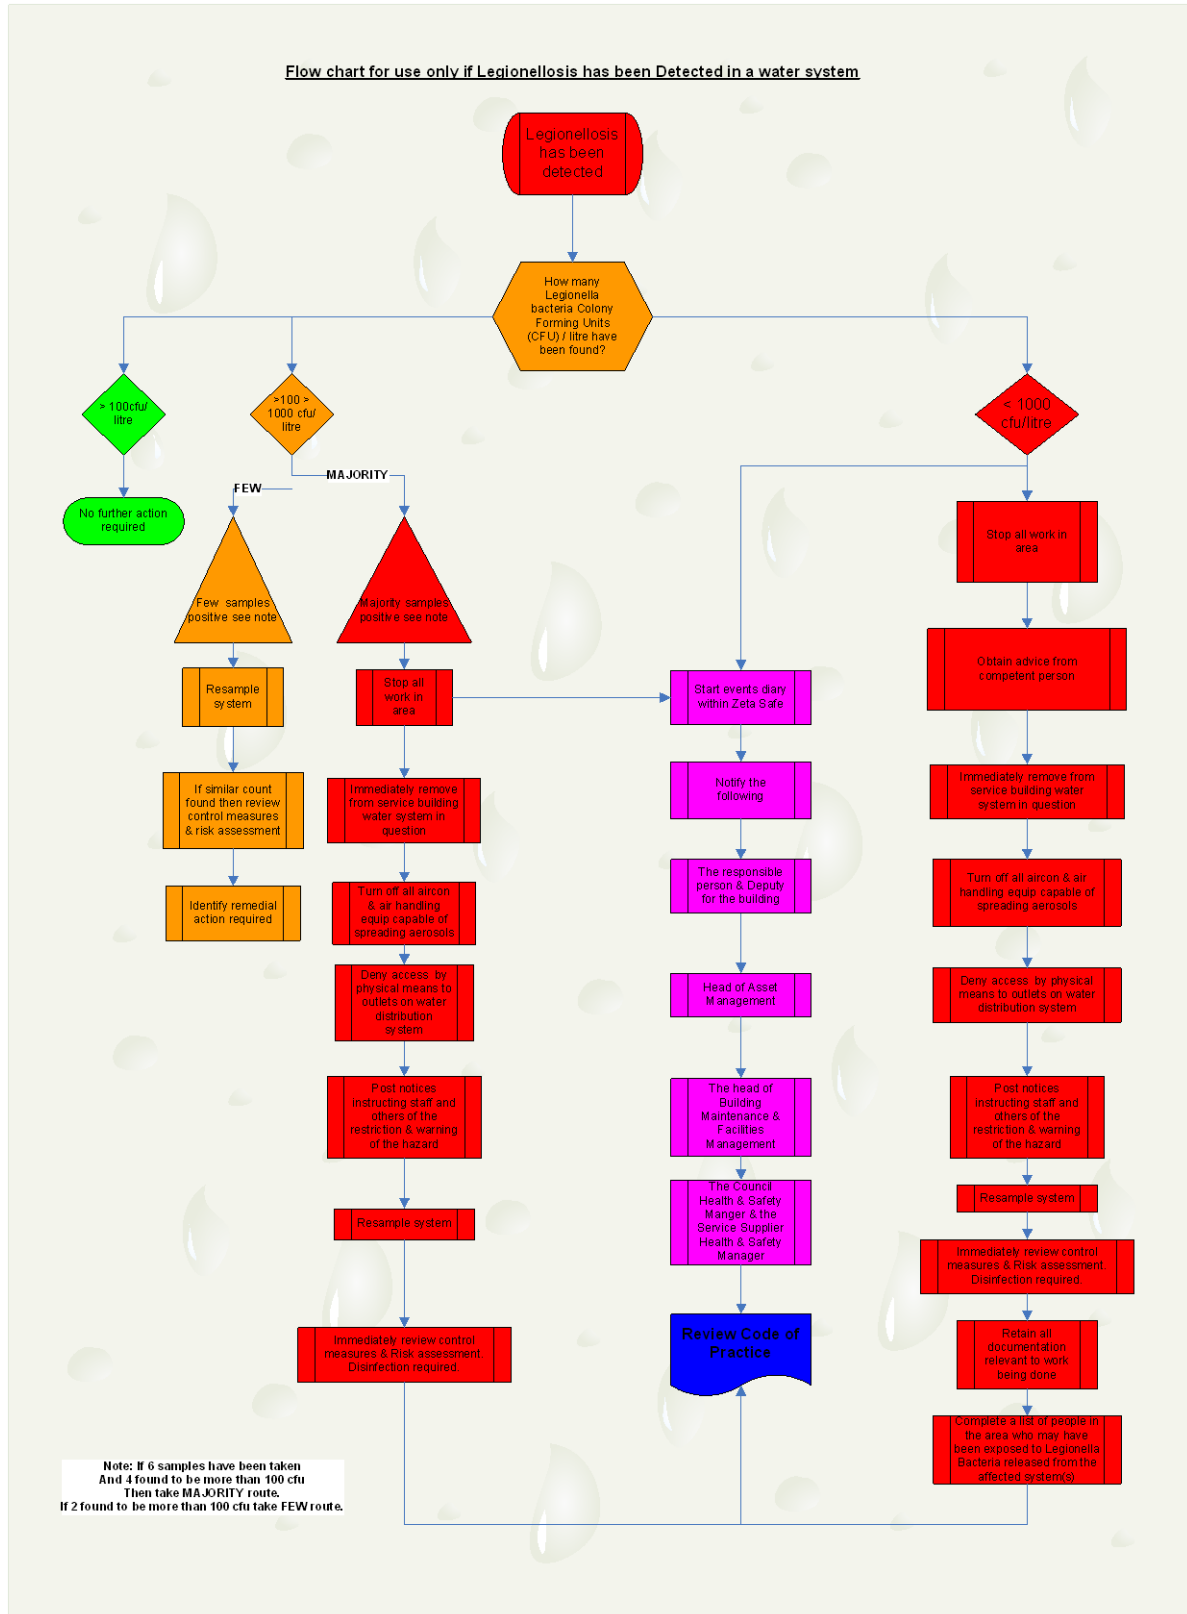 Flow chart for use only if Legionellosis has been Detected in a water system
Legionellosis
has been
detected
How many
Legionella
bacteria Colony
Forming Units
(CFU) / litre have
been found?
> 100cfu/
litre
>100 >
1000 cfu/
litre
< 1000
cfu/litre
No further action
required
FEW
MAJORITY
Few samples
positive see note
Resample
system
If similar count
found then review
control measures
& risk assessment
Identify remedial
action required
Majority samples
positive see note
Stop all
work in
area
Immediately remove
from service building
water system in
question
Turn off all aircon
& air handling
equip capable of
spreading aerosols
Deny access by
physical means to
outlets on water
distribution
system
Post notices
instructing staff and
others of the
restriction & warning
of the hazard
Resample system
Immediately review control
measures & Risk assessment.
Disinfection required.
Start events diary
within Zeta Safe
Notify the
following
The responsible
person & Deputy
for the building
Head of Asset
Management
The head of
Building
Maintenance &
Facilities
Management
The Council
Health & Safety
Manger & the
Service Supplier
Health & Safety
Manager
Review Code of
Practice
Stop all work in
area
Obtain advice from
competent person
Immediately remove from
service building water
system in question
Turn off all aircon & air
handling equip capable of
spreading aerosols
Deny access by physical
means to outlets on water
distribution system
Post notices
instructing staff and
others of the
restriction & warning
of the hazard
Resample system
Immediately review control
measures & Risk assessment.
Disinfection required.
Retain all
documentation
relevant to work
being done
Complete a list of people in
the area who may have
been exposed to Legionella
Bacteria released from the
affected system(s)
Note: If 6 samples have been taken
And 4 found to be more than 100 cfu
Then take MAJORITY route.
If 2 found to be more than 100 cfu take FEW route.